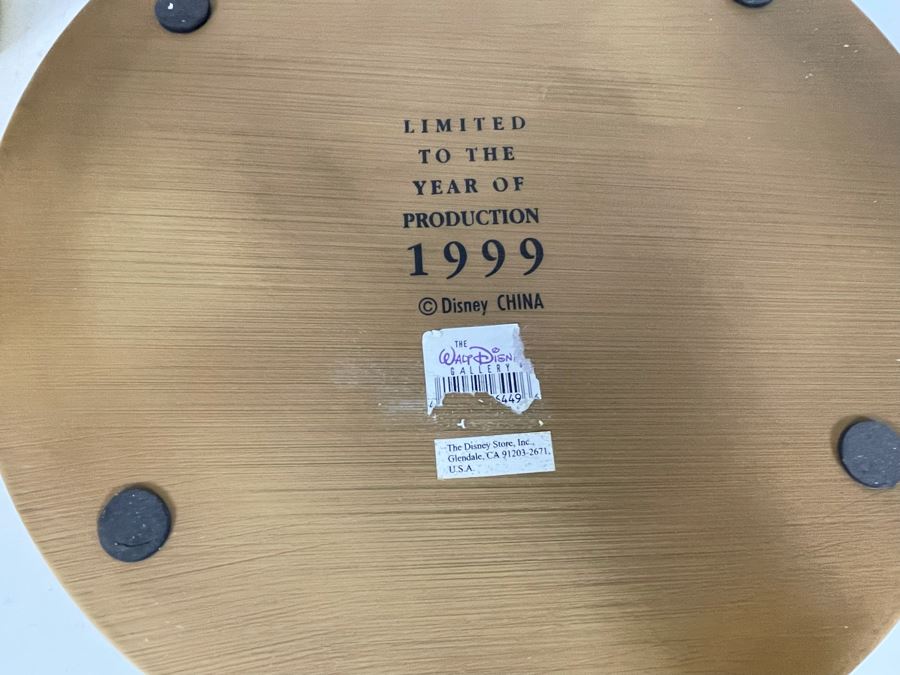 LIMITED
TO THE
YEAR OF
PRODUCTION
1999
© Disney CHINA
THE
WALT DISN
GALLERY
449
The Disney Store, Inc.,
Glendale, CA 91203-2671,
U.S.A.